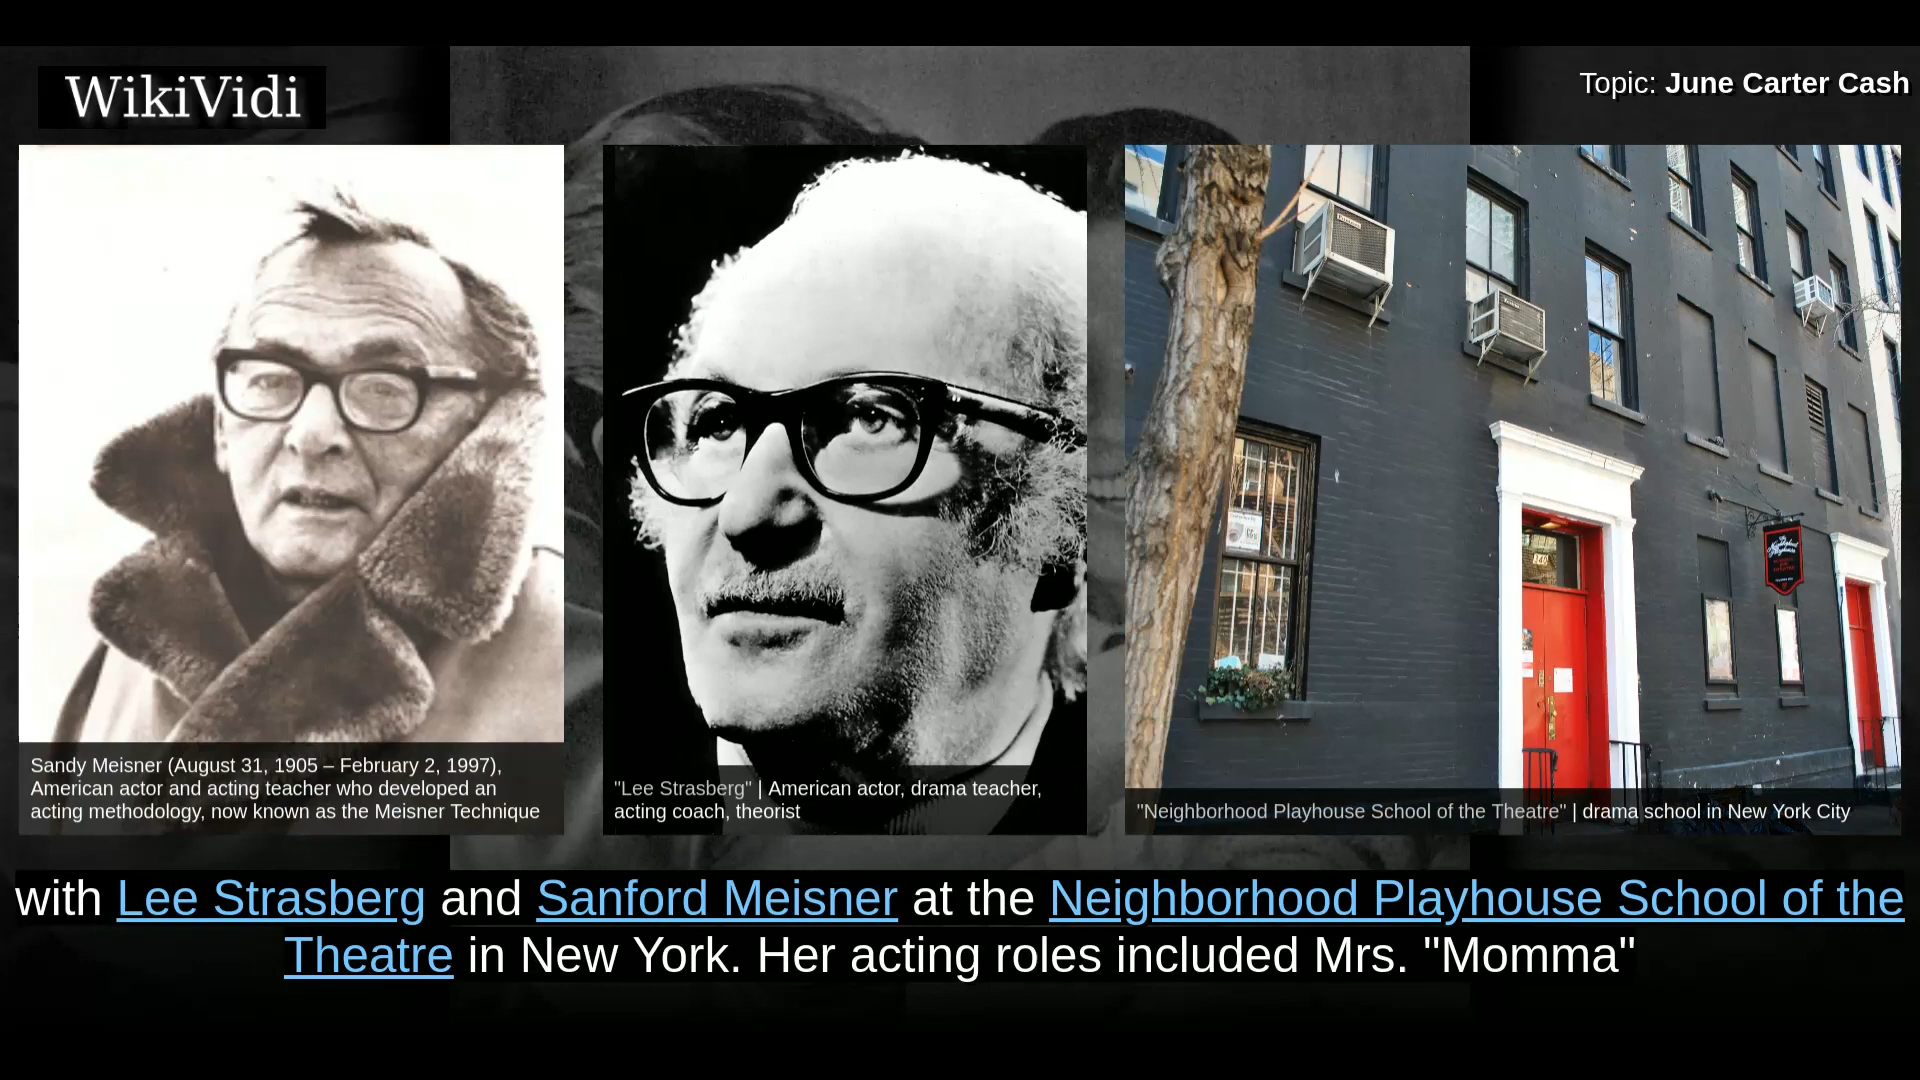 WikiVidi
Topic: June Carter Cash
Sandy Meisner (August 31, 1905 – February 2, 1997),
American actor and acting teacher who developed an
acting methodology, now known as the Meisner Technique
"Lee Strasberg" | American actor, drama teacher,
acting coach, theorist
"Neighborhood Playhouse School of the Theatre" | drama school in New York City
with Lee Strasberg and Sanford Meisner at the Neighborhood Playhouse School of the
Theatre in New York. Her acting roles included Mrs. "Momma"